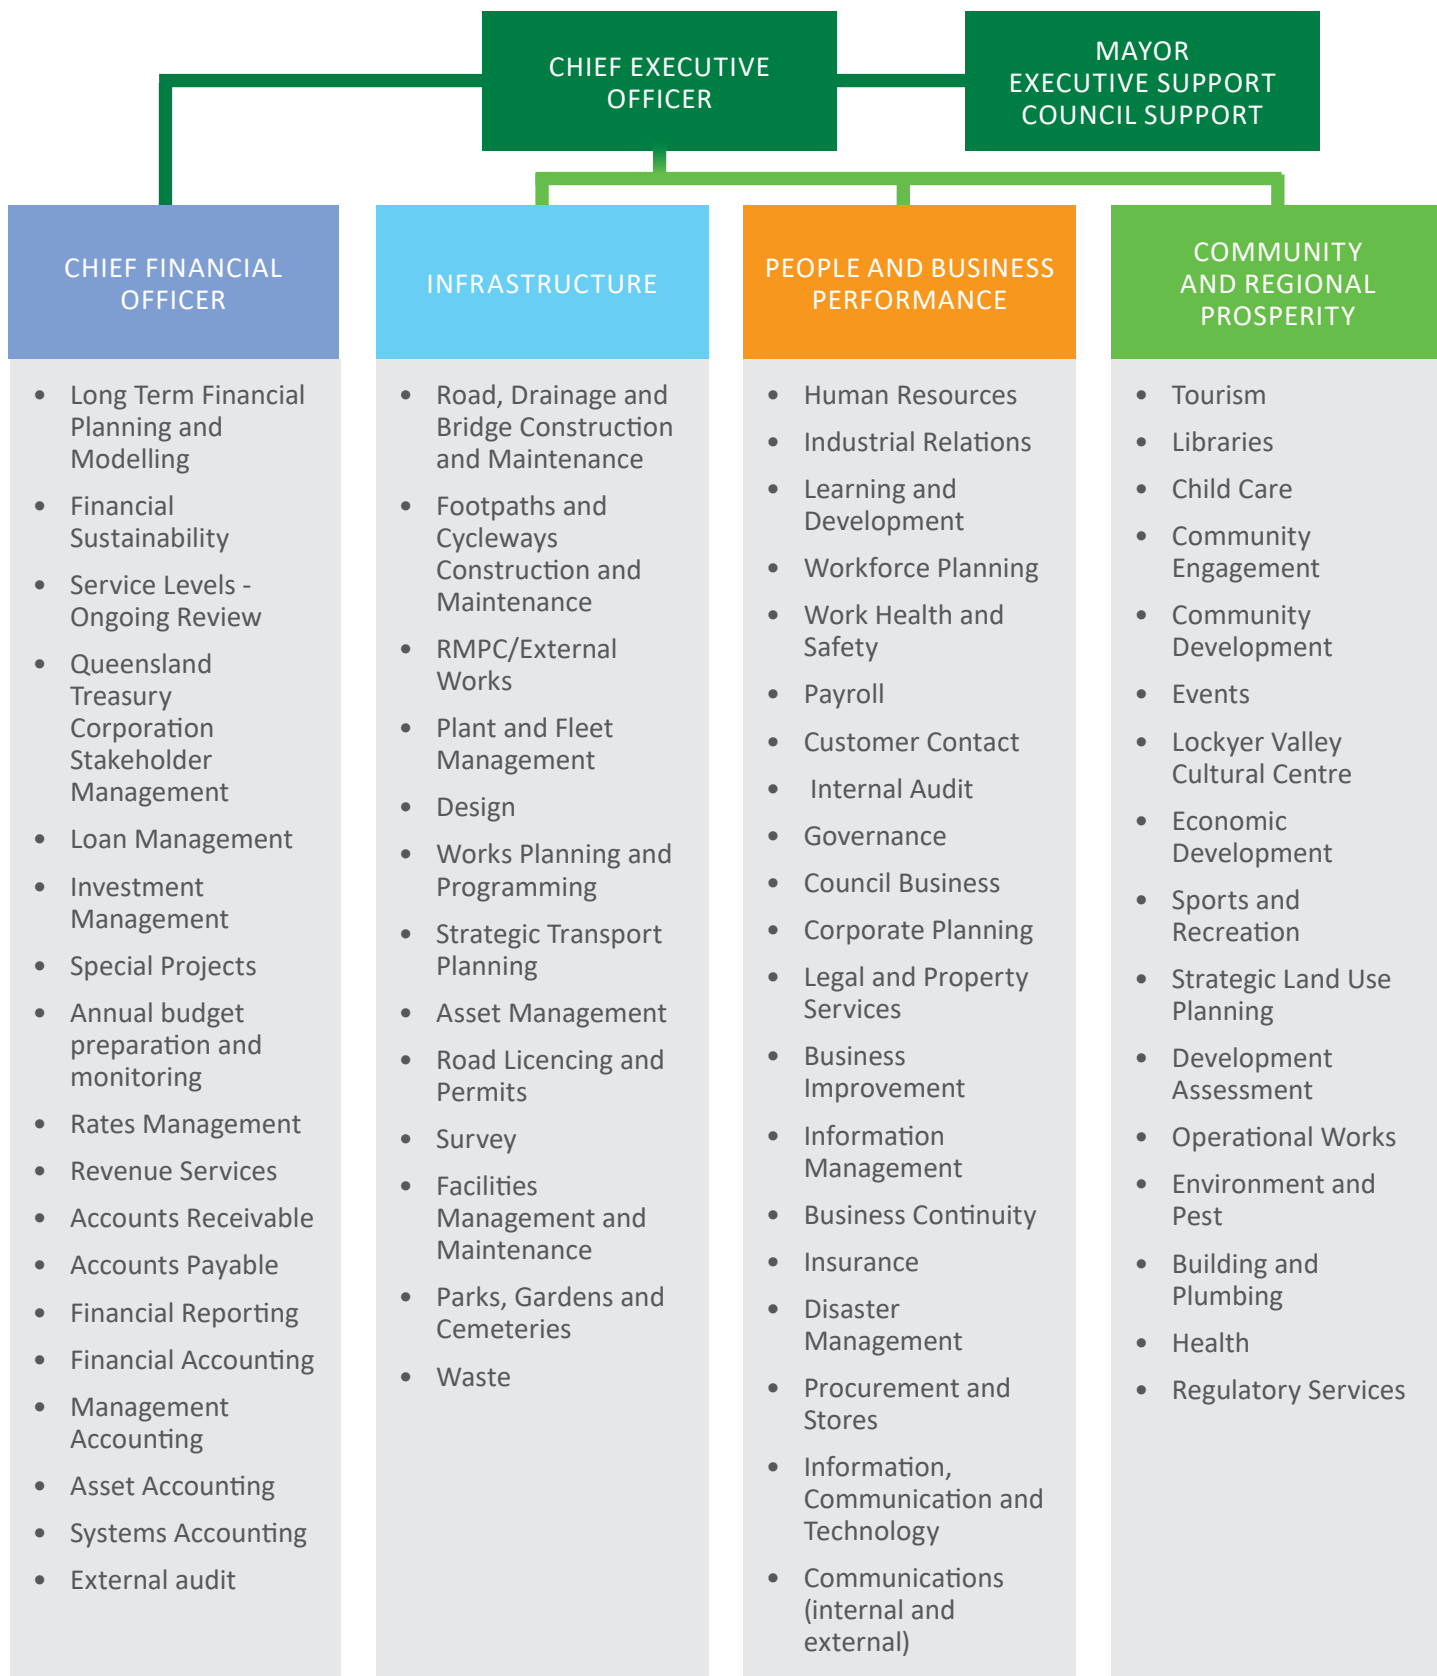 CHIEF EXECUTIVE
OFFICER
MAYOR
EXECUTIVE SUPPORT
COUNCIL SUPPORT
CHIEF FINANCIAL
OFFICER
• Long Term Financial
Planning and
Modelling
• Financial
Sustainability
• Service Levels -
Ongoing Review
• Queensland
Treasury
Corporation
Stakeholder
Management
• Loan Management
• Investment
Management
• Special Projects
• Annual budget
preparation and
monitoring
• Rates Management
• Revenue Services
• Accounts Receivable
• Accounts Payable
• Financial Reporting
• Financial Accounting
• Management
Accounting
• Asset Accounting
• Systems Accounting
• External audit
INFRASTRUCTURE
• Road, Drainage and
Bridge Construction
and Maintenance
• Footpaths and
Cycleways
Construction and
Maintenance
• RMPC/External
Works
• Plant and Fleet
Management
• Design
• Works Planning and
Programming
• Strategic Transport
Planning
• Asset Management
• Road Licencing and
Permits
• Survey
• Facilities
Management and
Maintenance
• Parks, Gardens and
Cemeteries
• Waste
PEOPLE AND BUSINESS
PERFORMANCE
• Human Resources
• Industrial Relations
• Learning and
Development
• Workforce Planning
• Work Health and
Safety
• Payroll
• Customer Contact
• Internal Audit
• Governance
• Council Business
• Corporate Planning
• Legal and Property
Services
• Business
Improvement
• Information
Management
• Business Continuity
• Insurance
• Disaster
Management
• Procurement and
Stores
• Information,
Communication and
Technology
• Communications
(internal and
external)
COMMUNITY
AND REGIONAL
PROSPERITY
• Tourism
• Libraries
• Child Care
• Community
Engagement
• Community
Development
• Events
• Lockyer Valley
Cultural Centre
• Economic
Development
• Sports and
Recreation
• Strategic Land Use
Planning
• Development
Assessment
• Operational Works
• Environment and
Pest
• Building and
Plumbing
• Health
• Regulatory Services